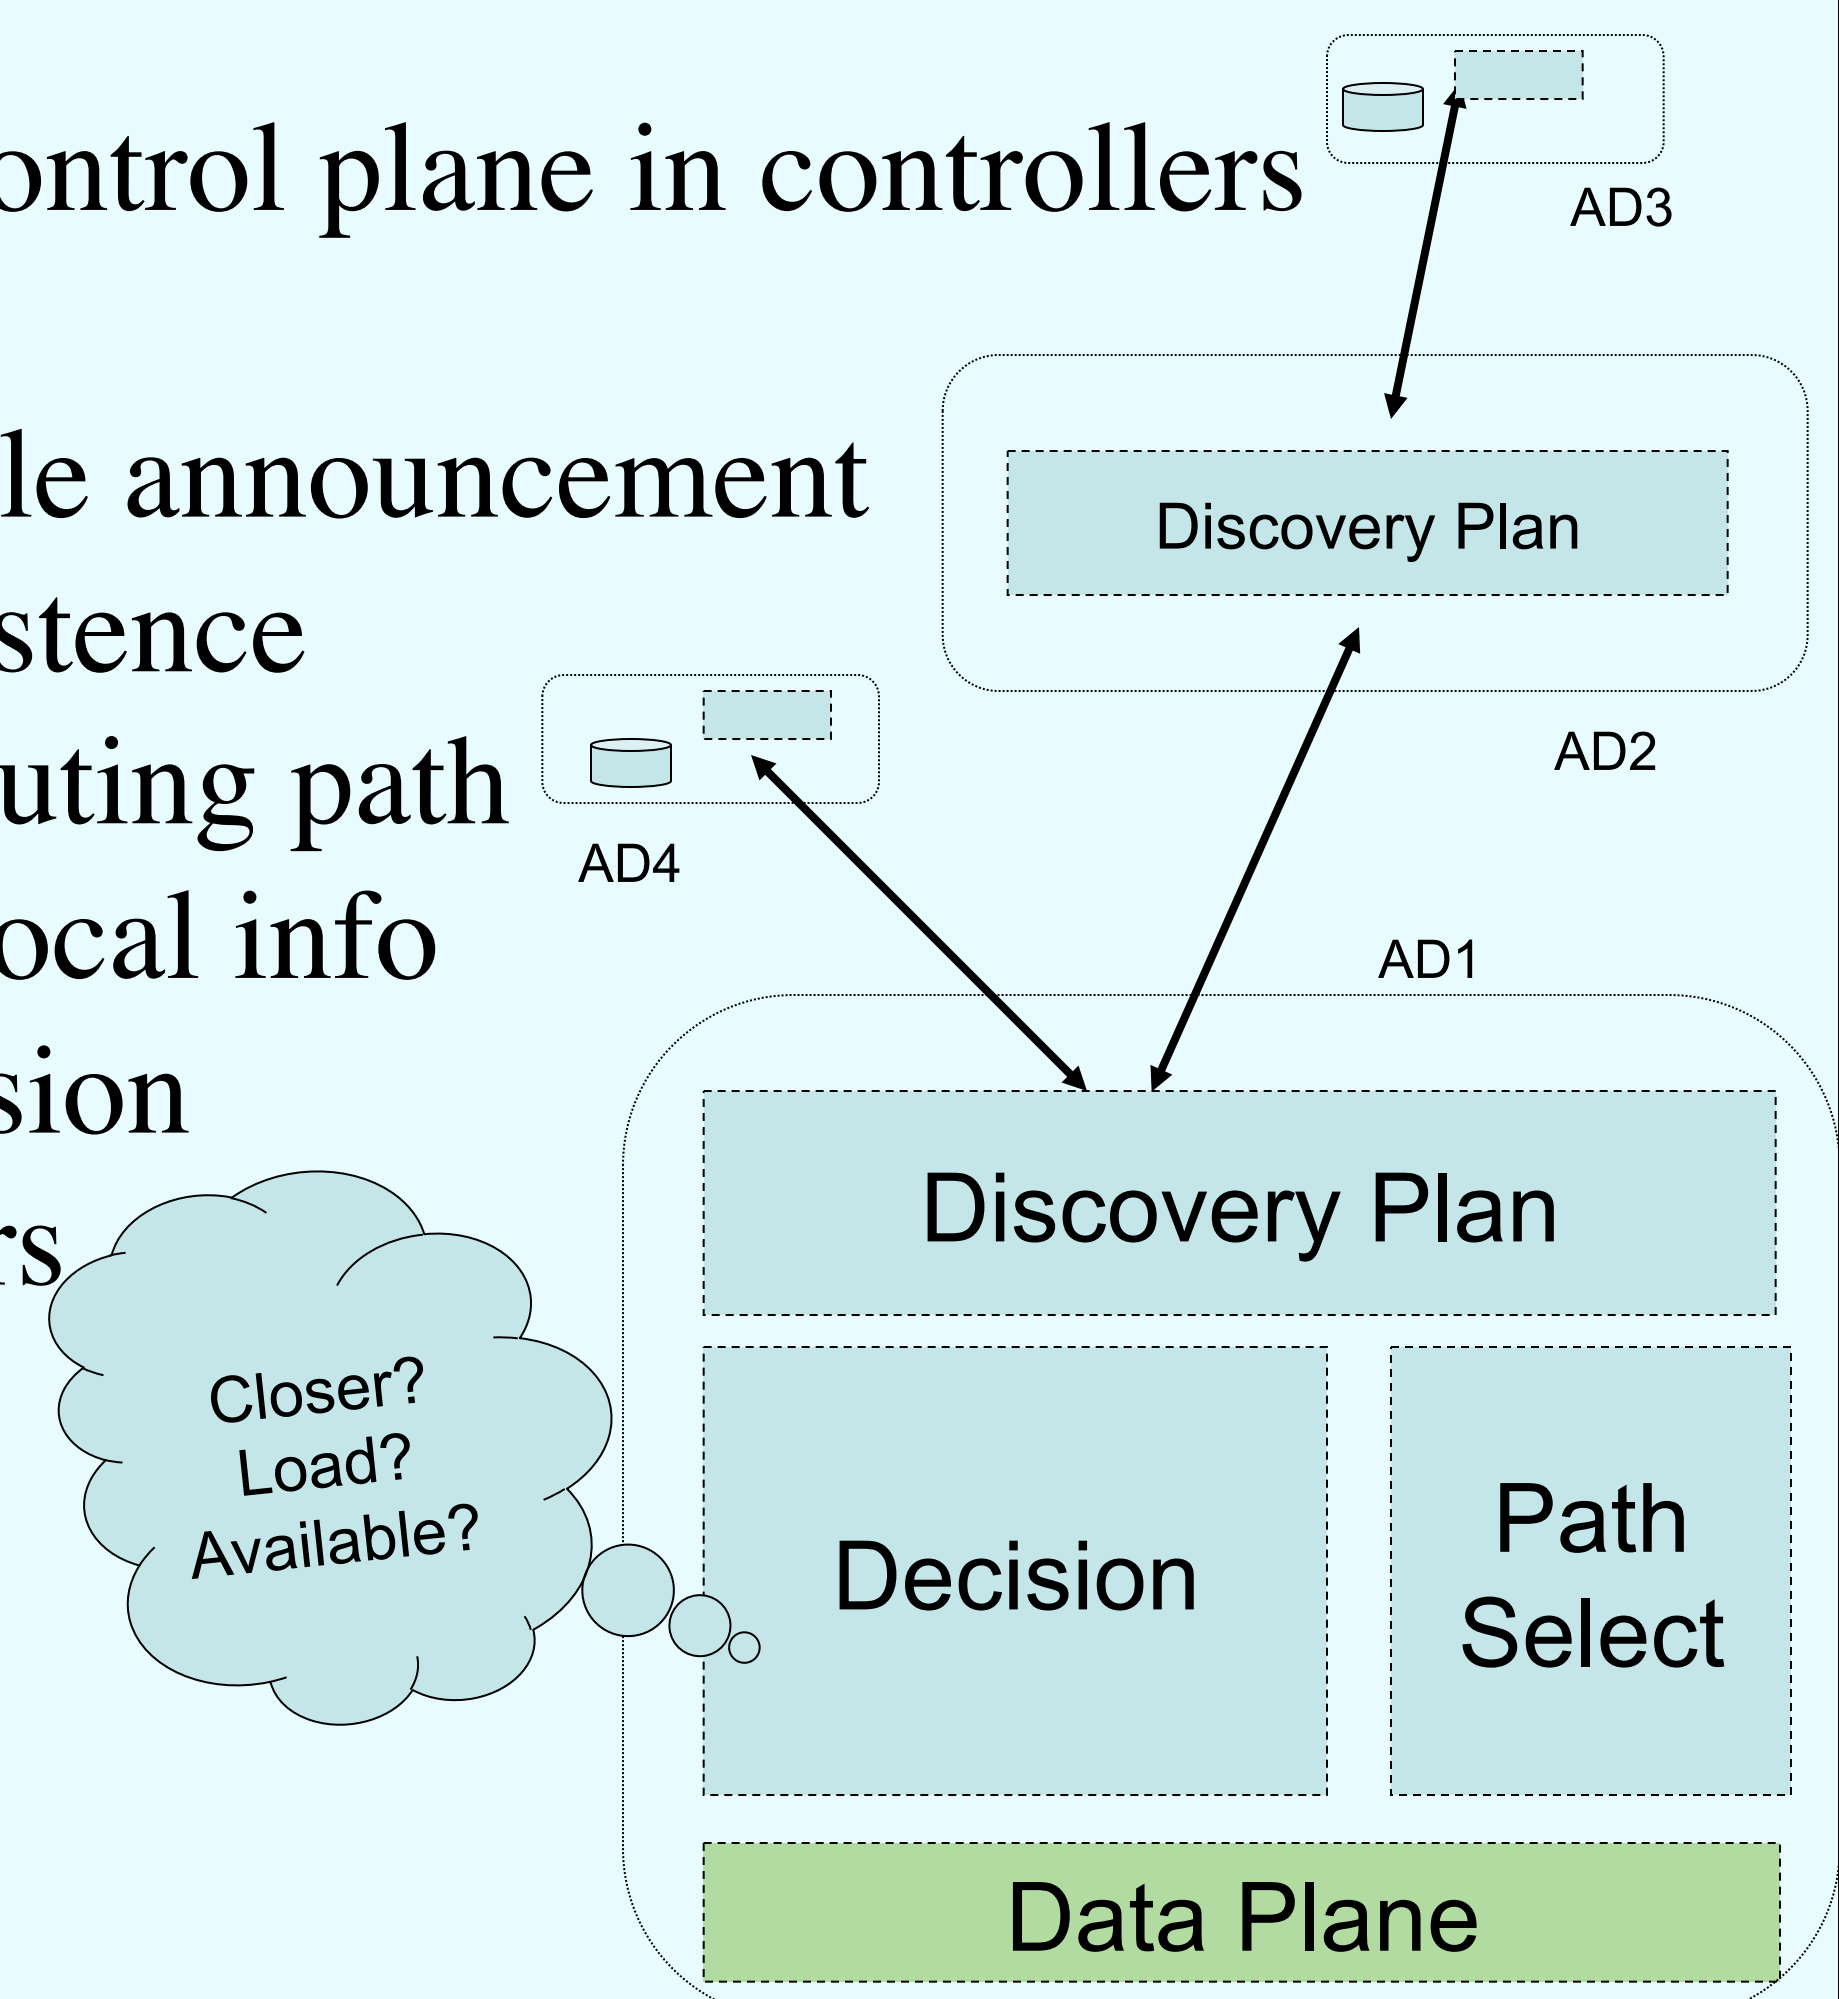 ontrol plane in controllers
AD3
le announcement
Discovery Plan
stence
AD2
uting path
AD4
ocal info
AD1
sion
Discovery Plan
rs
Closer?
Load?
Available?
Decision
Path
Select
Data Plane